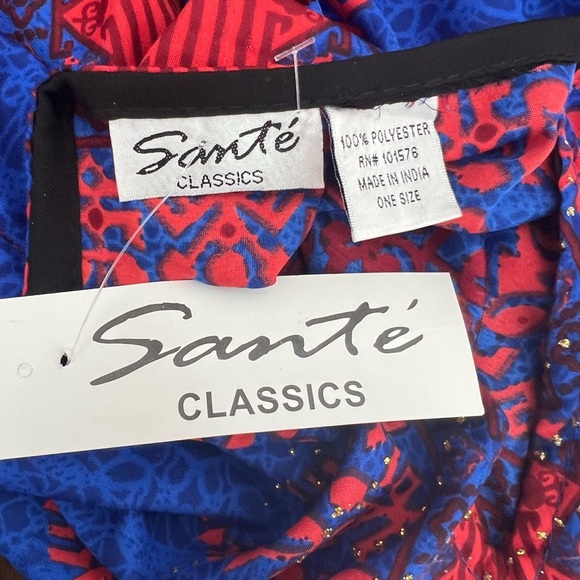 Santé
CLASSICS
100% POLYESTER
RN# 101576
MADE IN INDIA
ONE SIZE
Santé
CLASSICS